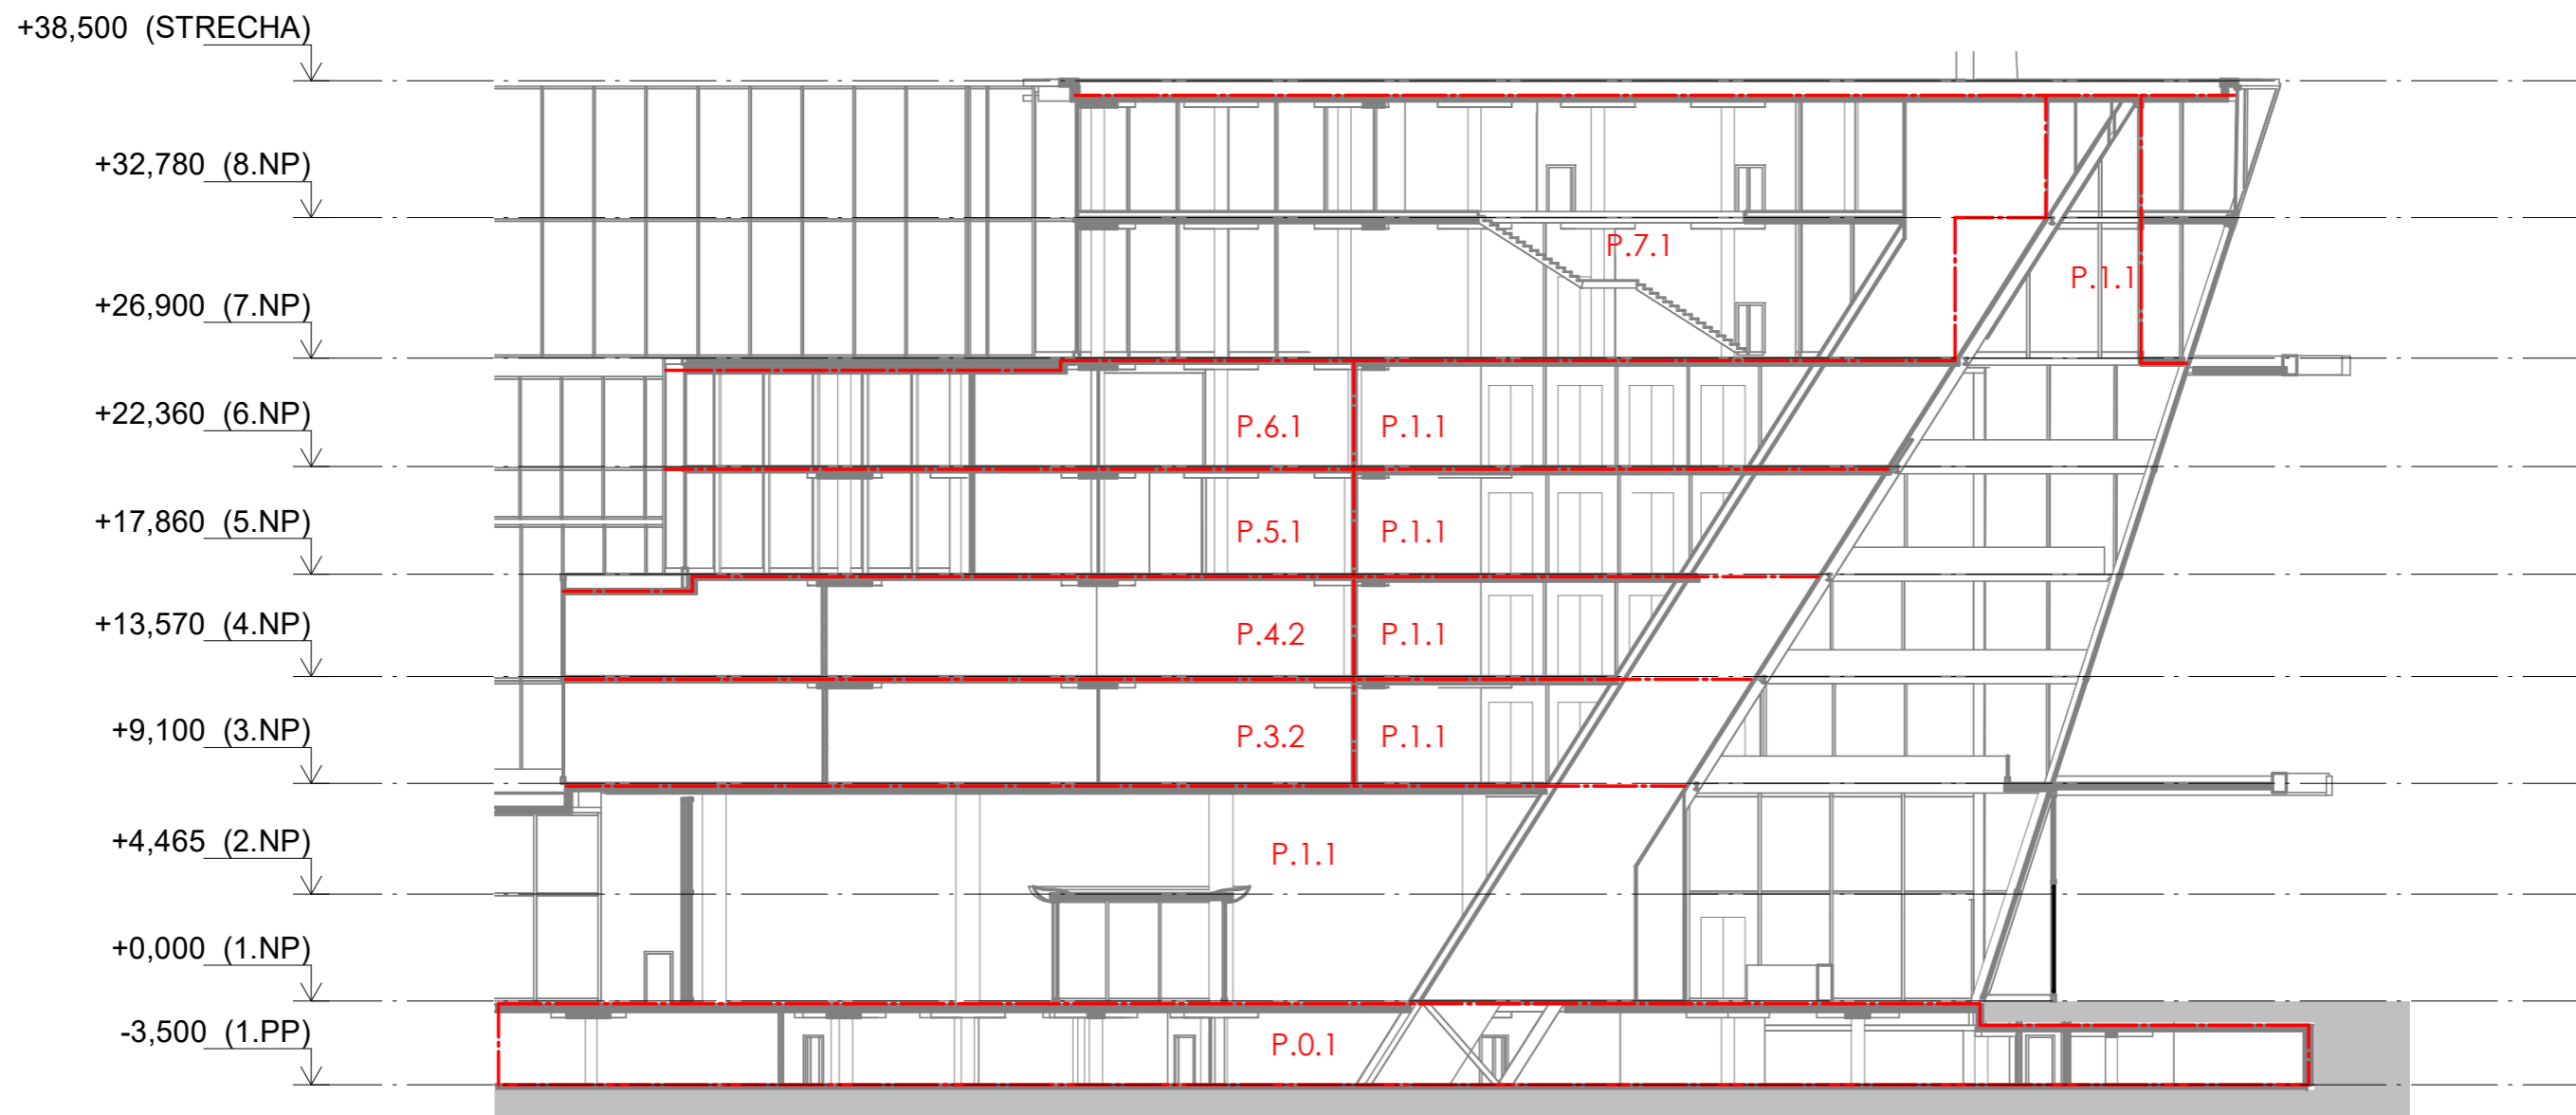 +38,500 (STRECHA)
+32,780 (8.NP)
P.7.1
P.1.1
+26,900 (7.NP)
+22,360 (6.NP)
P.6.1 P.1.1
+17,860 (5.NP)
P.5.1 P.1.1
+13,570 (4.NP)
P.4.2 P.1.1
+9,100 (3.NP)
P.3.2 P.1.1
+4,465 (2.NP)
P.1.1
+0,000 (1.NP)
-3,500 (1.PP)
P.0.1